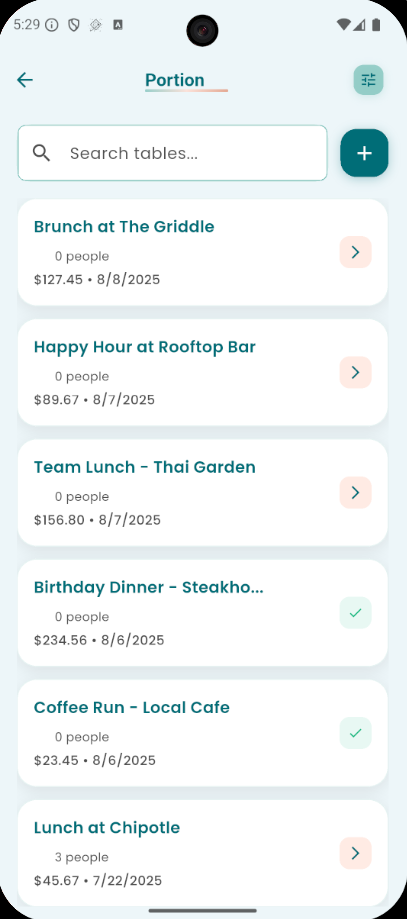 5:29
Portion
Search tables...
Brunch at The Griddle
0 people
$127.45 • 8/8/2025
Happy Hour at Rooftop Bar
0 people
$89.67 • 8/7/2025
Team Lunch - Thai Garden
0 people
$156.80 • 8/7/2025
Birthday Dinner - Steakho...
0 people
$234.56 • 8/6/2025
Coffee Run - Local Cafe
0 people
$23.45 • 8/6/2025
Lunch at Chipotle
3 people
$45.67 • 7/22/2025